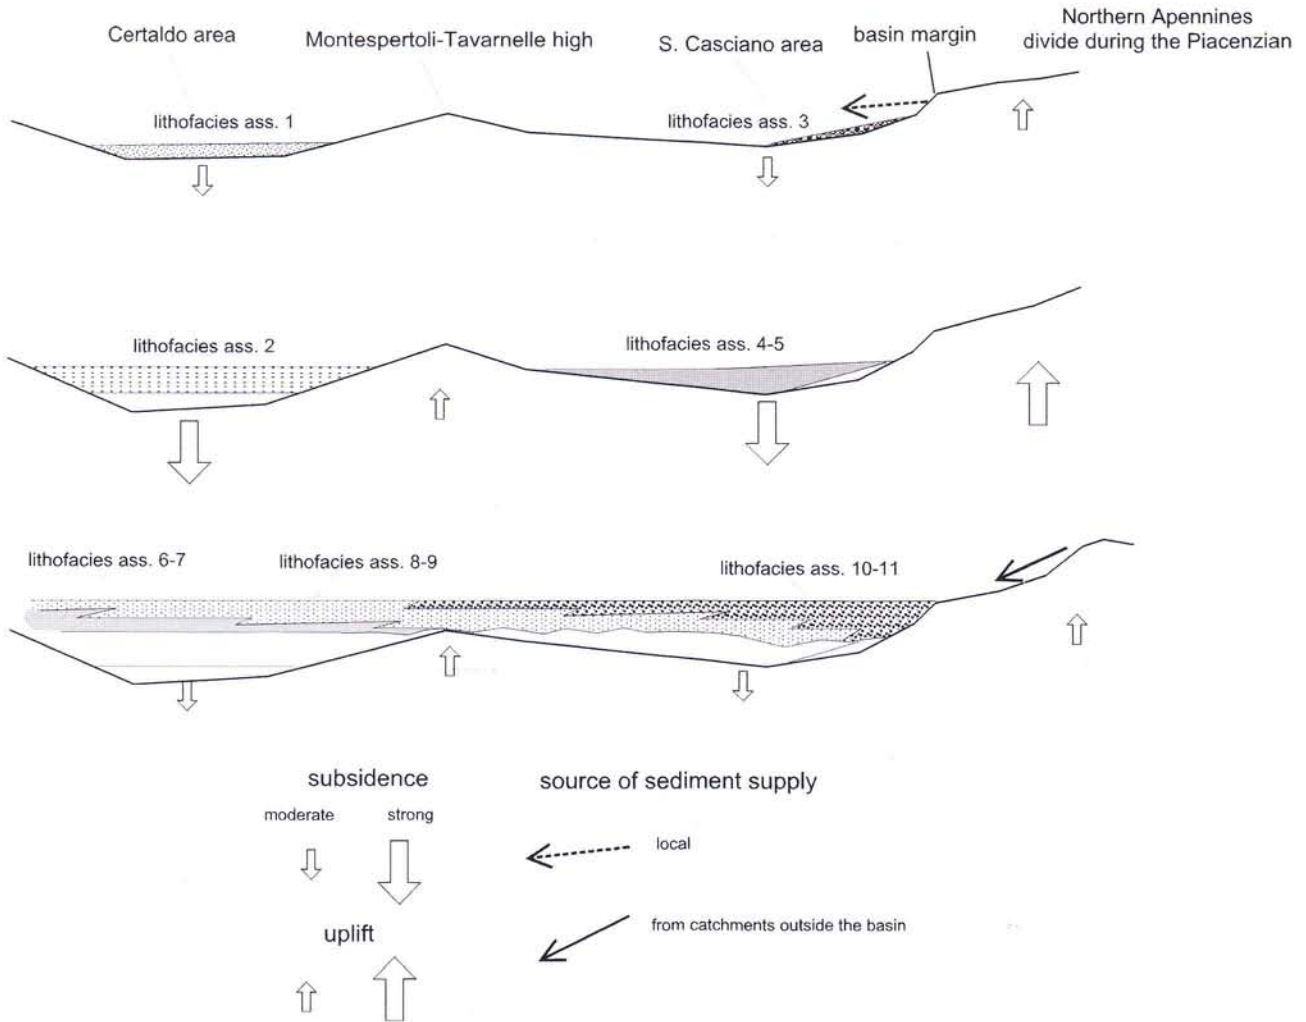 Certaldo area
Montespertoli-Tavarnelle high
S. Casciano area
basin margin
Northern Apennines
divide during the Piacenzian
lithofacies ass. 1
lithofacies ass. 3
lithofacies ass. 2
lithofacies ass. 4-5
lithofacies ass. 6-7
lithofacies ass. 8-9
lithofacies ass. 10-11
subsidence
source of sediment supply
moderate
strong
local
from catchments outside the basin
uplift